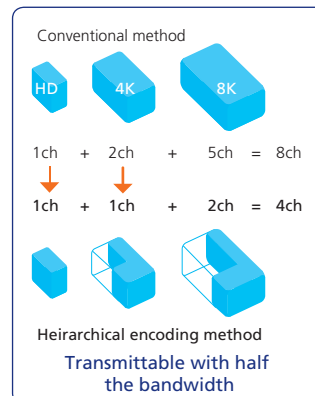 Conventional method
HD 4K 8K
1ch + 2ch + 5ch = 8ch
1ch + 1ch + 2ch = 4ch
Heirarchical encoding method
Transmittable with half
the bandwidth